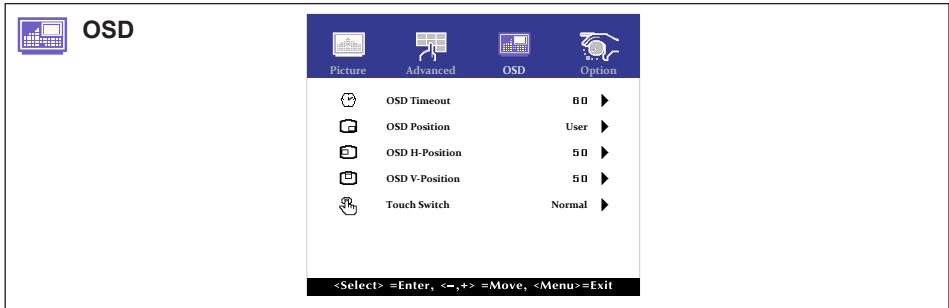 OSD
Picture Advanced OSD Option
OSD Timeout 60
OSD Position User
OSD H-Position 50
OSD V-Position 50
Touch Switch Normal
<Select> =Enter, <–,+> =Move, <Menu>=Exit